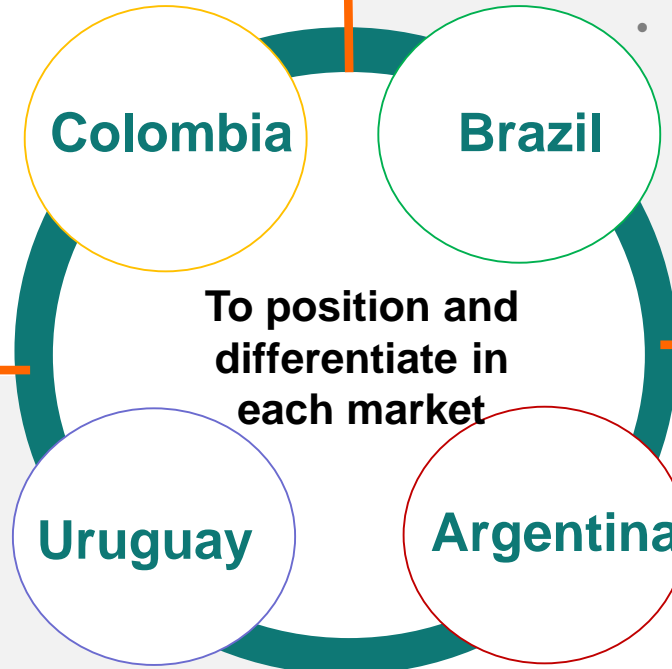 Colombia
Brazil
To position and
differentiate in
each market
Uruguay
Argentina